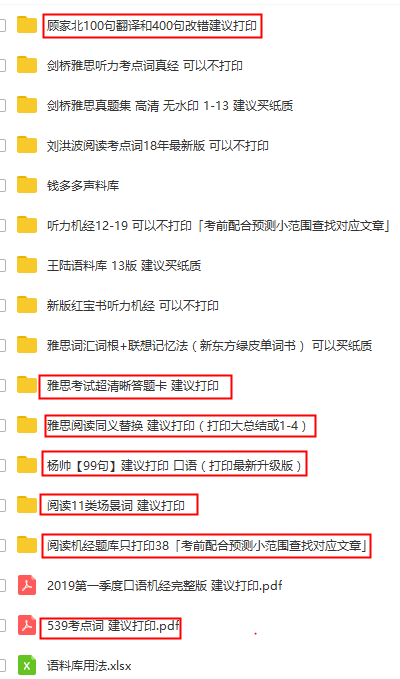 顾家北100句翻译和400句改错建议打印
剑桥雅思听力考点词真经 可以不打印
剑桥雅思真题集 高清 无水印 1-13 建议买纸质
刘洪波阅读考点词18年最新版 可以不打印
钱多多声料库
听力机经12-19 可以不打印「考前配合预测小范围查找对应文章」
王陆语料库 13版 建议买纸质
新版红宝书听力机经 可以不打印
雅思词汇词根+联想记忆法（新东方绿皮单词书） 可以买纸质
雅思考试超清晰答题卡 建议打印
雅思阅读同义替换 建议打印（打印大总结或1-4）
杨帅【99句】建议打印 口语（打印最新升级版）
阅读11类场景词 建议打印
阅读机经题库只打印38「考前配合预测小范围查找对应文章」
2019第一季度口语机经完整版 建议打印.pdf
539考点词 建议打印.pdf
语料库用法.xlsx